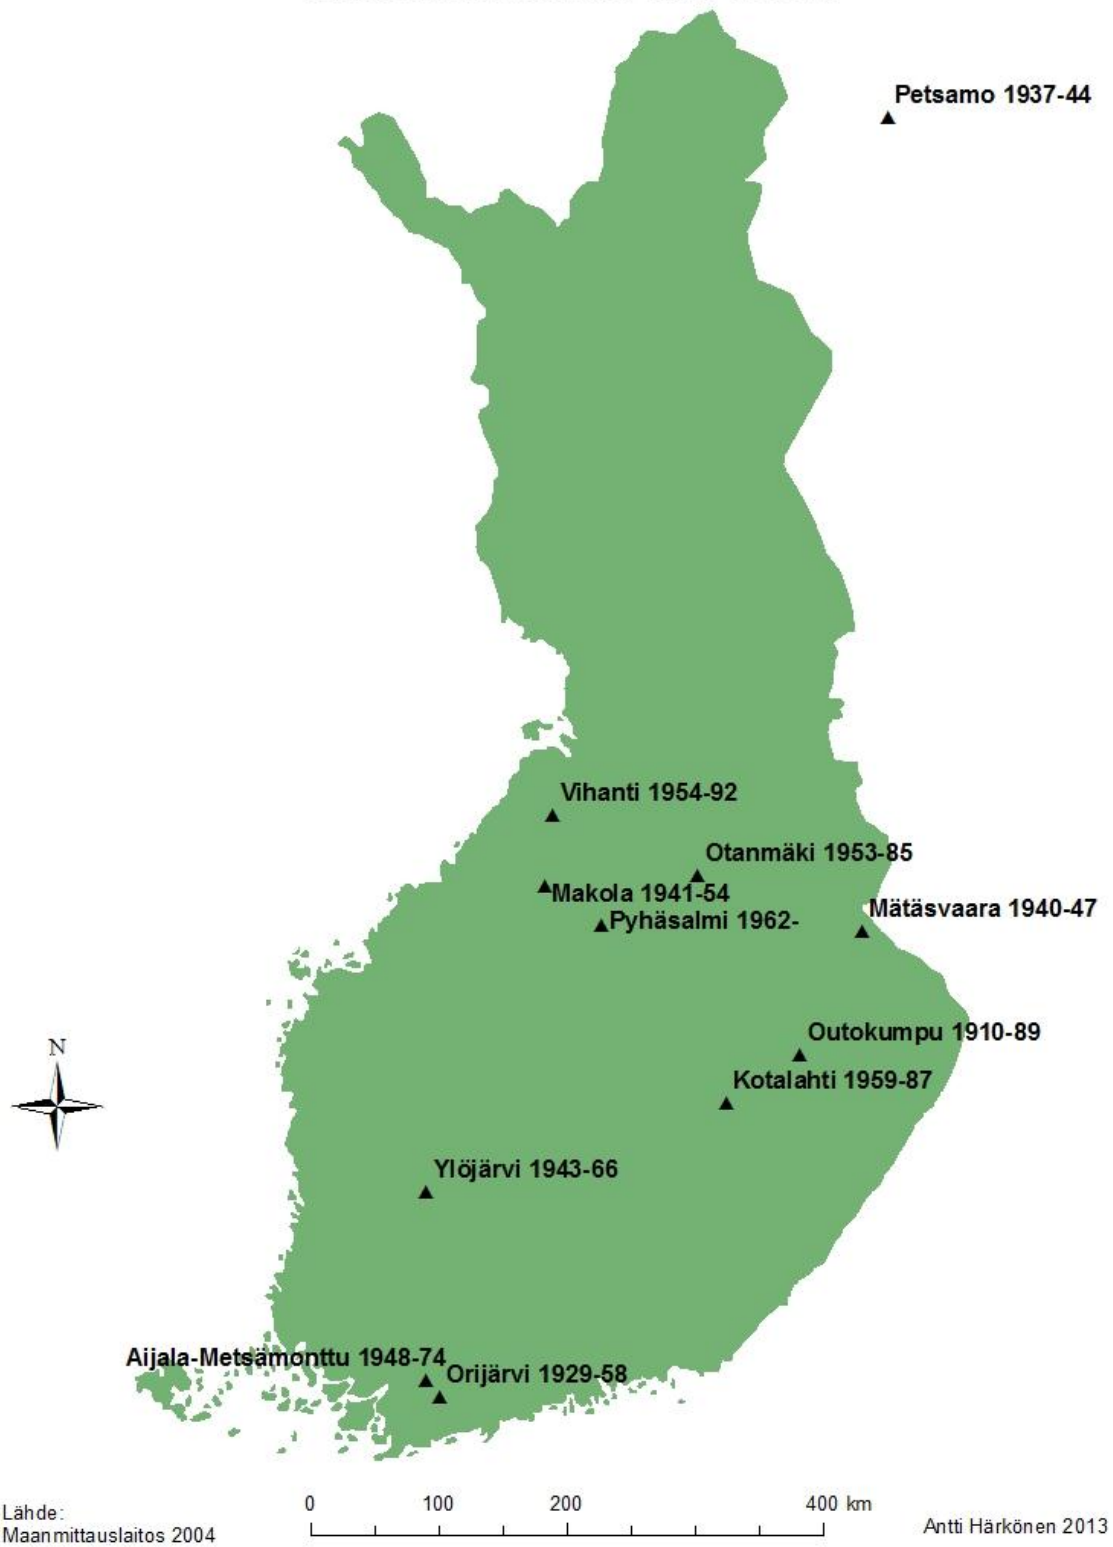 Petsamo 1937-44
Vihanti 1954-92
Otanmäki 1953-85
Makola 1941-54
Mätäsvaara 1940-47
Pyhäsalmi 1962-
Outokumpu 1910-89
N
Kotalahti 1959-87
Ylöjärvi 1943-66
Aijala-Metsämonttu 1948-74
Orijärvi 1929-58
0 100 200 400 km
Lähde:
Maanmittauslaitos 2004
Antti Härkönen 2013